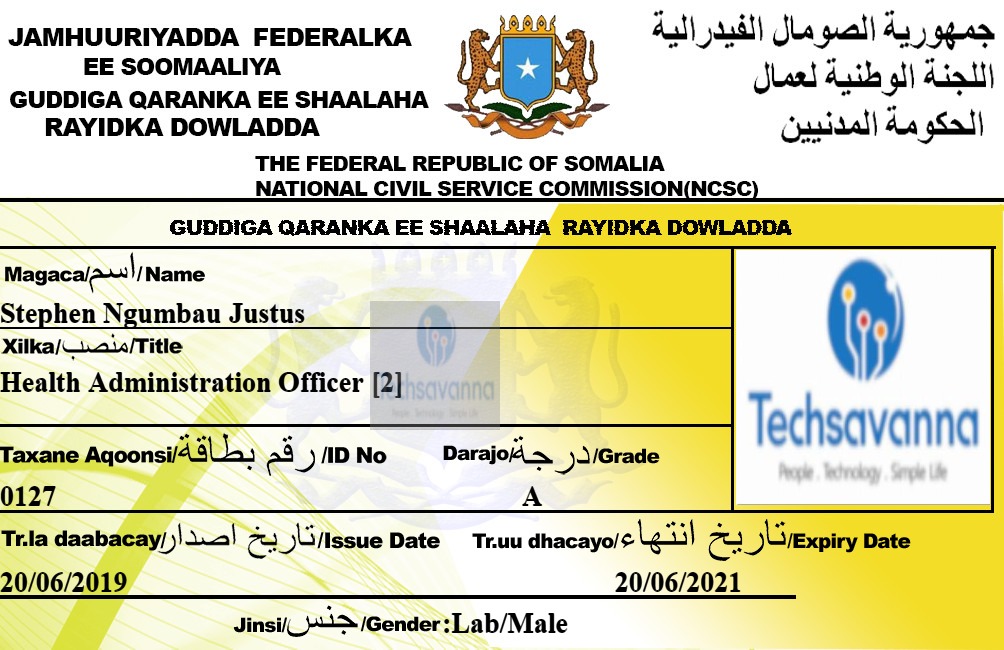 JAMHUURIYADDA FEDERALKA
EE SOOMAALIYA
GUDDIGA QARANKA EE SHAALAHA
RAYIDKA DOWLADDA
جمهورية الصومال الفيدرالية
اللجنة الوطنية لعمال
الحكومة المدنيين
THE FEDERAL REPUBLIC OF SOMALIA
NATIONAL CIVIL SERVICE COMMISSION(NCSC)
GUDDIGA QARANKA EE SHAALAHA RAYIDKA DOWLADDA
Magaca/اسم/Name
Stephen Ngumbau Justus
Xilka/منصب/Title
Health Administration Officer [2]
Techsavanna
People . Technology . Simple Life
Techsavanna
People . Technology . Simple Life
Taxane Aqoonsi/رقم بطاقة/ID No
Darajo/درجة/Grade
0127
A
Tr.la daabacay/تاريخ اصدار/Issue Date
Tr.uu dhacayo/تاريخ انتهاء/Expiry Date
20/06/2019
20/06/2021
Jinsi/جنس/Gender:Lab/Male